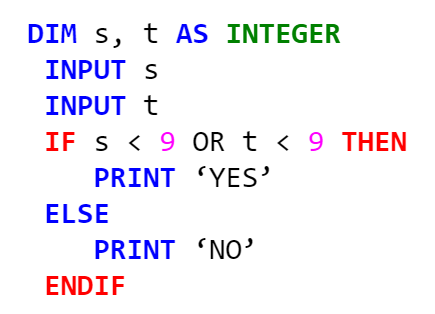 DIM s, t AS INTEGER
INPUT s
INPUT t
IF s < 9 OR t < 9 THEN
PRINT ‘YES’
ELSE
PRINT ‘NO’
ENDIF